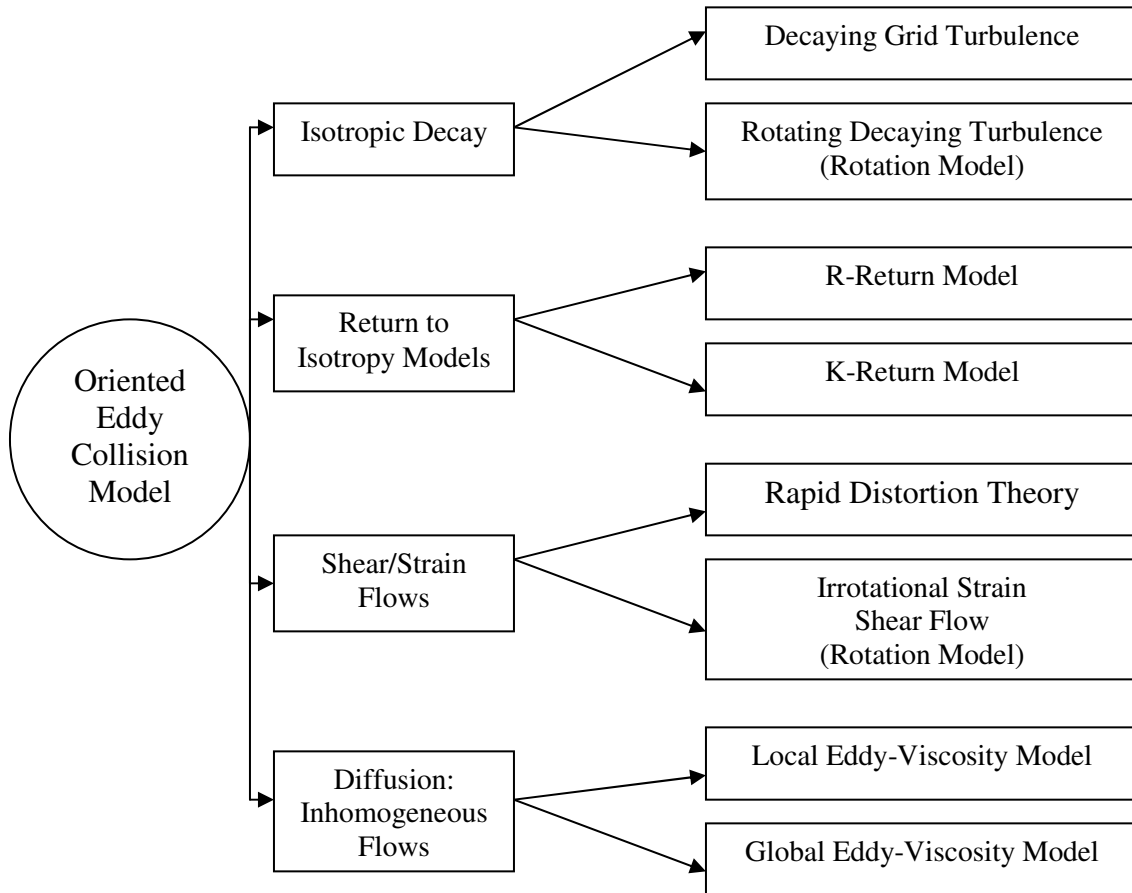 Oriented
Eddy
Collision
Model
Isotropic Decay
Decaying Grid Turbulence
Rotating Decaying Turbulence
(Rotation Model)
Return to
Isotropy Models
R-Return Model
K-Return Model
Shear/Strain
Flows
Rapid Distortion Theory
Irrotational Strain
Shear Flow
(Rotation Model)
Diffusion:
Inhomogeneous
Flows
Local Eddy-Viscosity Model
Global Eddy-Viscosity Model